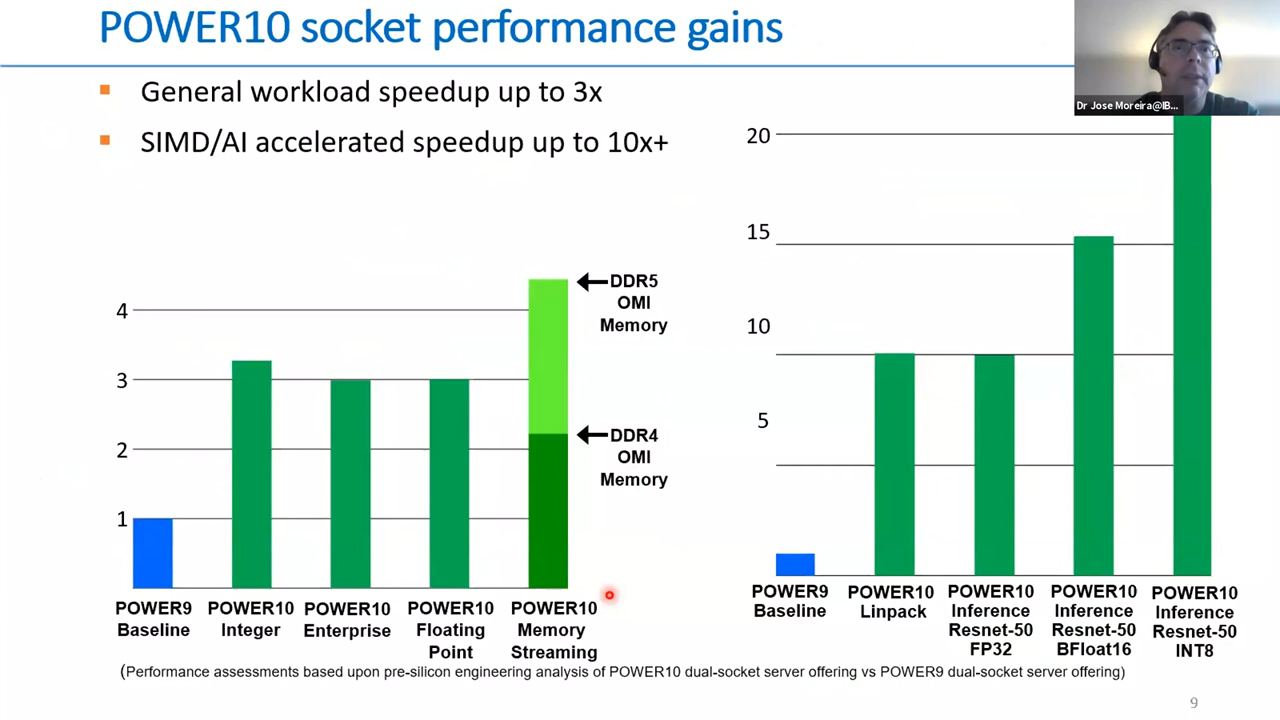 POWER10 socket performance gains
Dr Jose Moreira@IB...
General workload speedup up to 3x
SIMD/AI accelerated speedup up to 10x+
4
3
2
1
DDR5
OMI
Memory
DDR4
OMI
Memory
POWER9
Baseline
POWER10
Integer
POWER10
Enterprise
POWER10
Floating
Point
POWER10
Memory
Streaming
20
15
10
5
POWER9
Baseline
POWER10
Linpack
POWER10
Inference
Resnet-50
FP32
POWER10
Inference
Resnet-50
BFloat16
POWER10
Inference
Resnet-50
INT8
(Performance assessments based upon pre-silicon engineering analysis of POWER10 dual-socket server offering vs POWER9 dual-socket server offering)
9